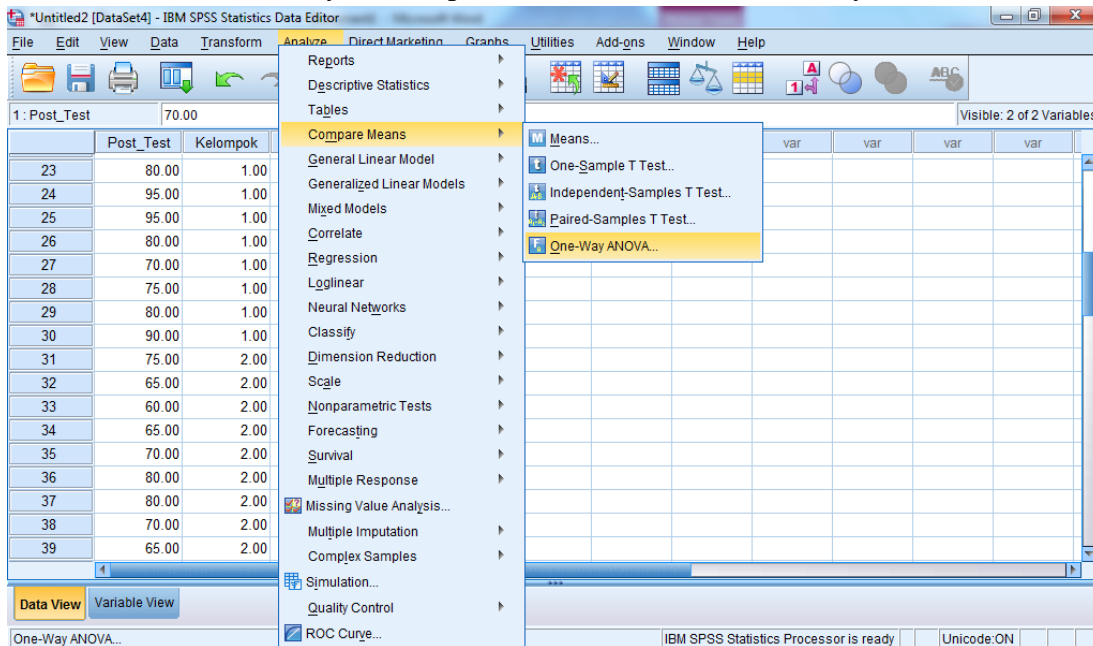 *Untitled2 [DataSet4] - IBM SPSS Statistics Data Editor
File Edit View Data Transform Analyze Direct Marketing Graphs Utilities Add-ons Window Help
1 : Post_Test 70.00 Visible: 2 of 2 Variables
Post_Test Kelompok var var var var
23 80.00 1.00
24 95.00 1.00
25 95.00 1.00
26 80.00 1.00
27 70.00 1.00
28 75.00 1.00
29 80.00 1.00
30 90.00 1.00
31 75.00 2.00
32 65.00 2.00
33 60.00 2.00
34 65.00 2.00
35 70.00 2.00
36 80.00 2.00
37 80.00 2.00
38 70.00 2.00
39 65.00 2.00
Reports
Descriptive Statistics
Tables
Compare Means
General Linear Model
Generalized Linear Models
Mixed Models
Correlate
Regression
Loglinear
Neural Networks
Classify
Dimension Reduction
Scale
Nonparametric Tests
Forecasting
Survival
Multiple Response
Missing Value Analysis...
Multiple Imputation
Complex Samples
Simulation...
Quality Control
ROC Curve...
Means...
One-Sample T Test...
Independent-Samples T Test...
Paired-Samples T Test...
One-Way ANOVA...
Data View Variable View
One-Way ANOVA... IBM SPSS Statistics Processor is ready Unicode:ON